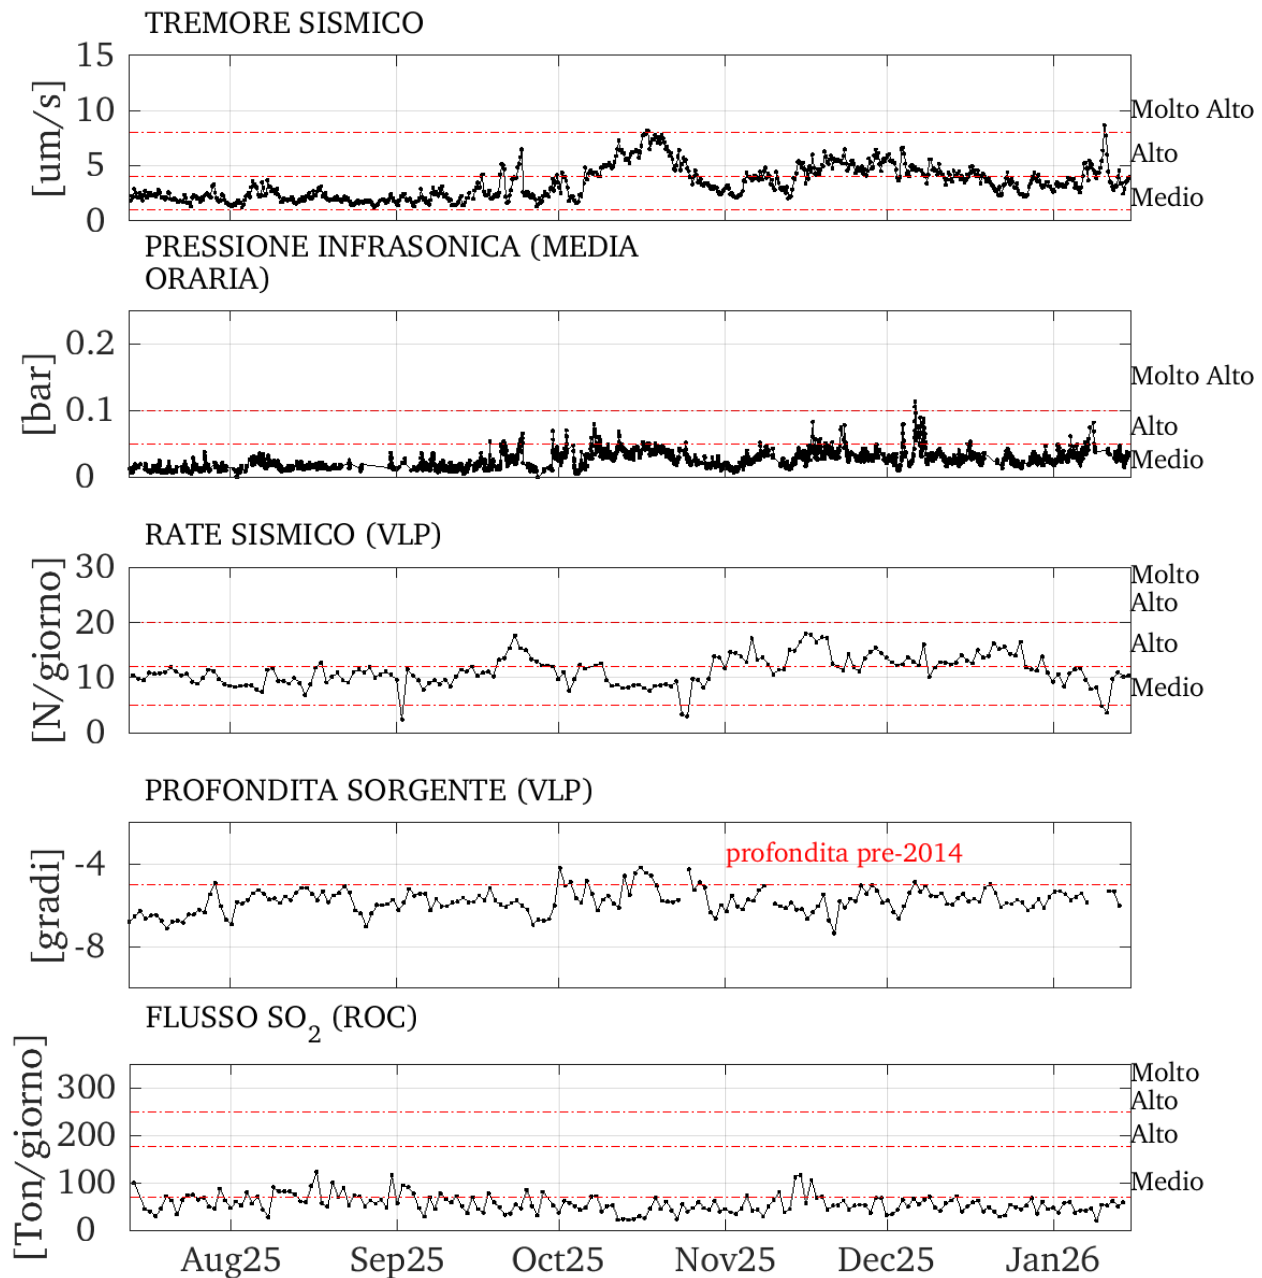 TREMORE SISMICO
15
10
5
0
[um/s]
Molto Alto
Alto
Medio
PRESSIONE INFRASONICA (MEDIA
ORARIA)
0.2
0.1
0
[bar]
Molto Alto
Alto
Medio
RATE SISMICO (VLP)
30
20
10
0
[N/giorno]
Molto
Alto
Alto
Medio
PROFONDITA SORGENTE (VLP)
-4
-8
[gradi]
profondita pre-2014
FLUSSO SO2 (ROC)
300
200
100
0
[Ton/giorno]
Molto
Alto
Alto
Medio
Aug25 Sep25 Oct25 Nov25 Dec25 Jan26